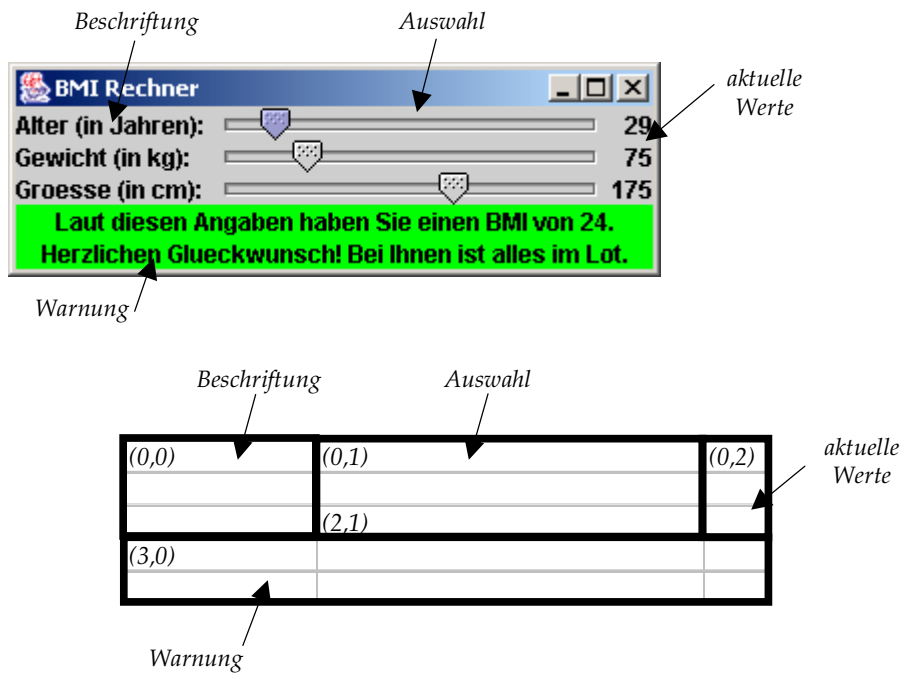 Beschriftung
Auswahl
BMI Rechner
aktuelle
Werte
Alter (in Jahren):
29
Gewicht (in kg):
75
Groesse (in cm):
175
Laut diesen Angaben haben Sie einen BMI von 24.
Herzlichen Glueckwunsch! Bei Ihnen ist alles im Lot.
Warnung
Beschriftung
Auswahl
(0,0)
(0,1)
(0,2)
aktuelle
Werte
(2,1)
(3,0)
Warnung